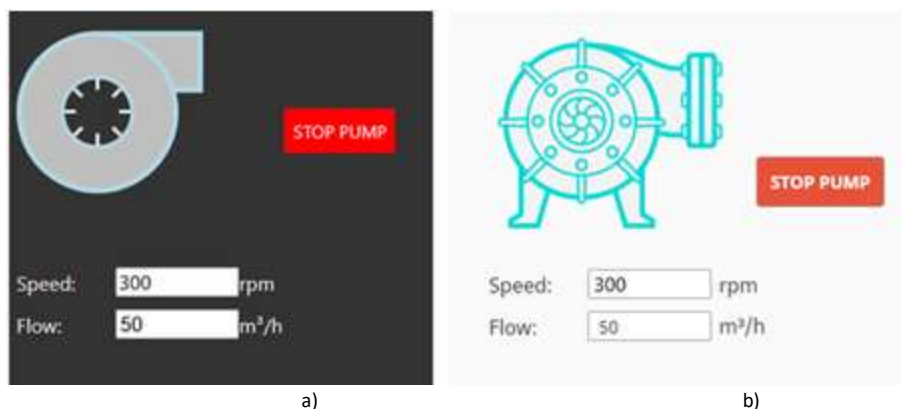 STOP PUMP
Speed: 300 rpm
Flow: 50 m³/h
a)
STOP PUMP
Speed: 300 rpm
Flow: 50 m³/h
b)